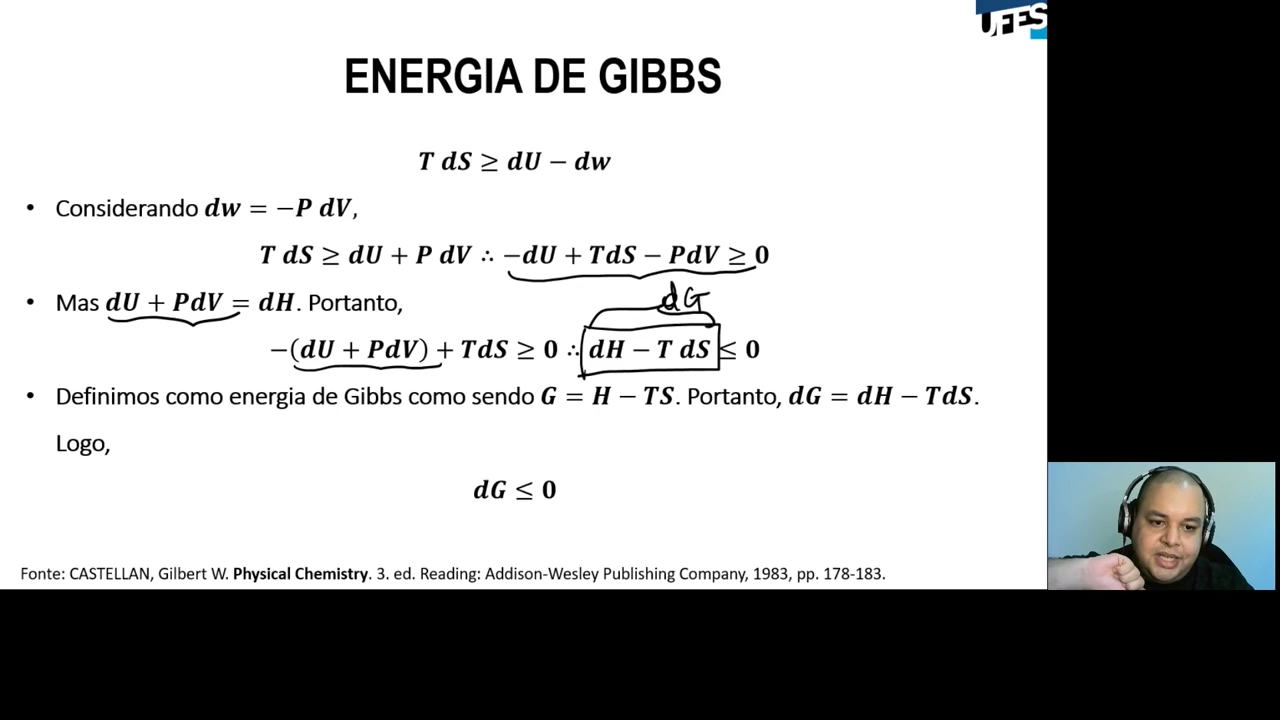 UFES
ENERGIA DE GIBBS
T dS ≥ dU − dw
• Considerando dw = −P dV,
T dS ≥ dU + P dV ∴ −dU + TdS − PdV ≥ 0
dG
• Mas dU + PdV = dH. Portanto,
−(dU + PdV) + TdS ≥ 0 ∴ dH − T dS ≤ 0
• Definimos como energia de Gibbs como sendo G = H − TS. Portanto, dG = dH − TdS.
Logo,
dG ≤ 0
Fonte: CASTELLAN, Gilbert W. Physical Chemistry. 3. ed. Reading: Addison-Wesley Publishing Company, 1983, pp. 178-183.